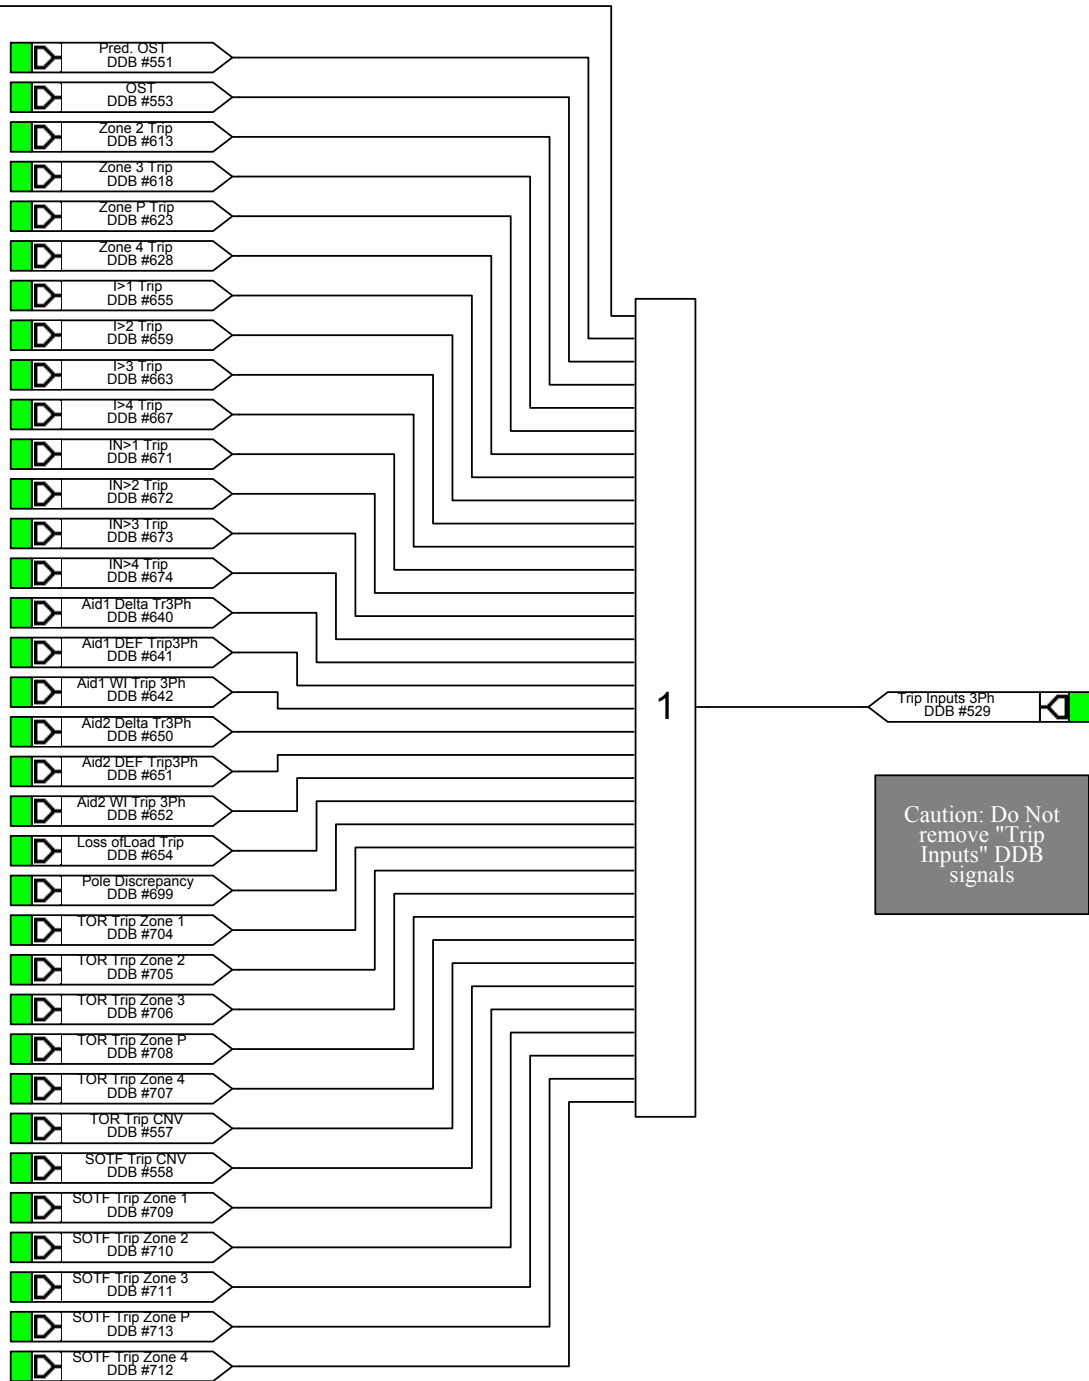 Pred. OST
DDB #551
OST
DDB #553
Zone 2 Trip
DDB #613
Zone 3 Trip
DDB #618
Zone P Trip
DDB #623
Zone 4 Trip
DDB #628
I>1 Trip
DDB #655
I>2 Trip
DDB #659
I>3 Trip
DDB #663
I>4 Trip
DDB #667
IN>1 Trip
DDB #671
IN>2 Trip
DDB #672
IN>3 Trip
DDB #673
IN>4 Trip
DDB #674
Aid1 Delta Tr3Ph
DDB #640
Aid1 DEF Trip3Ph
DDB #641
Aid1 WI Trip 3Ph
DDB #642
Aid2 Delta Tr3Ph
DDB #650
Aid2 DEF Trip3Ph
DDB #651
Aid2 WI Trip 3Ph
DDB #652
Loss ofLoad Trip
DDB #654
Pole Discrepancy
DDB #699
TOR Trip Zone 1
DDB #704
TOR Trip Zone 2
DDB #705
TOR Trip Zone 3
DDB #706
TOR Trip Zone P
DDB #708
TOR Trip Zone 4
DDB #707
TOR Trip CNV
DDB #557
SOTF Trip CNV
DDB #558
SOTF Trip Zone 1
DDB #709
SOTF Trip Zone 2
DDB #710
SOTF Trip Zone 3
DDB #711
SOTF Trip Zone P
DDB #713
SOTF Trip Zone 4
DDB #712
1
Trip Inputs 3Ph
DDB #529
Caution: Do Not
remove "Trip
Inputs" DDB
signals